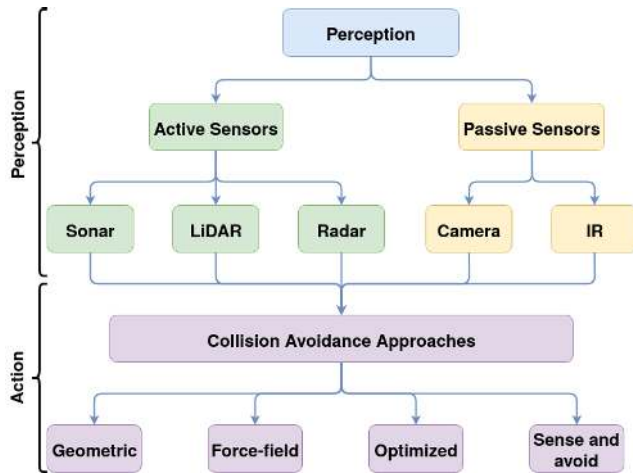 Perception
Perception
Active Sensors
Passive Sensors
Sonar
LiDAR
Radar
Camera
IR
Action
Collision Avoidance Approaches
Geometric
Force-field
Optimized
Sense and
avoid